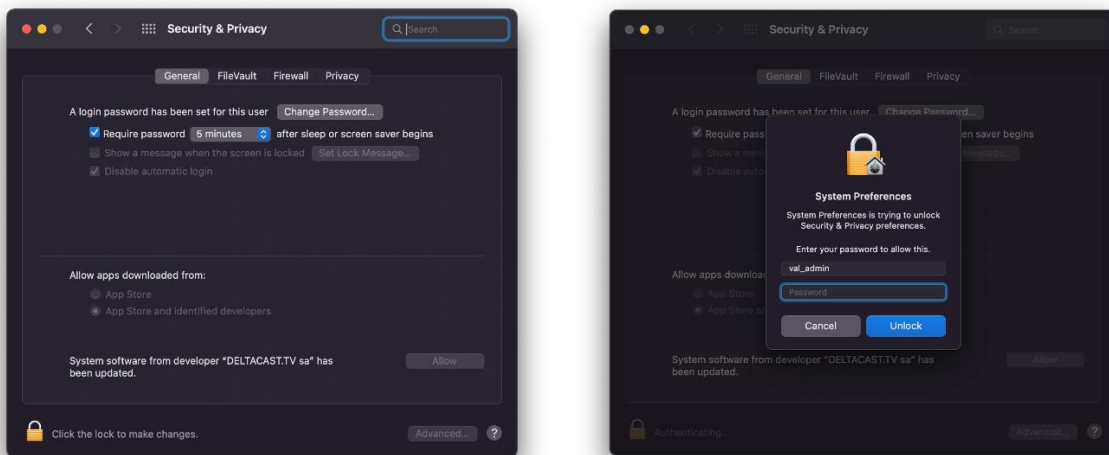 Security & Privacy
Search
General FileVault Firewall Privacy
A login password has been set for this user Change Password...
Require password 5 minutes after sleep or screen saver begins
Show a message when the screen is locked Set Lock Message...
Disable automatic login
Allow apps downloaded from:
App Store
App Store and identified developers
System software from developer "DELTACAST.TV sa" has Allow
been updated.
Click the lock to make changes. Advanced... ?
Security & Privacy
Search
General FileVault Firewall Privacy
A login password has been set for this user Change Password...
Require pass en saver begins
Show a mess Message...
Disable auto
System Preferences
System Preferences is trying to unlock
Security & Privacy preferences.
Enter your password to allow this.
val_admin
Password
Cancel Unlock
Allow apps downloa
App Store
App Store an
System software from developer "DELTACAST.TV sa" has Allow
been updated.
Authenticating... Advanced... ?